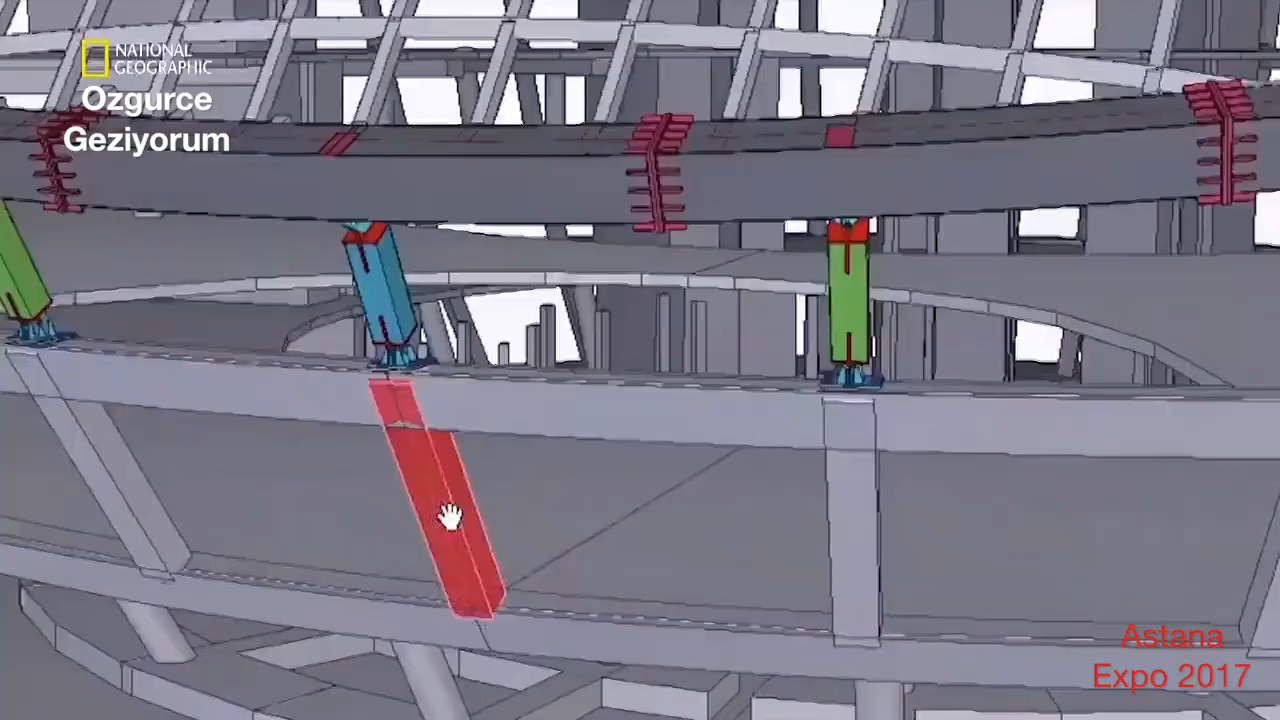 NATIONAL
GEOGRAPHIC
Ozgurce
Geziyorum
Astana
Expo 2017